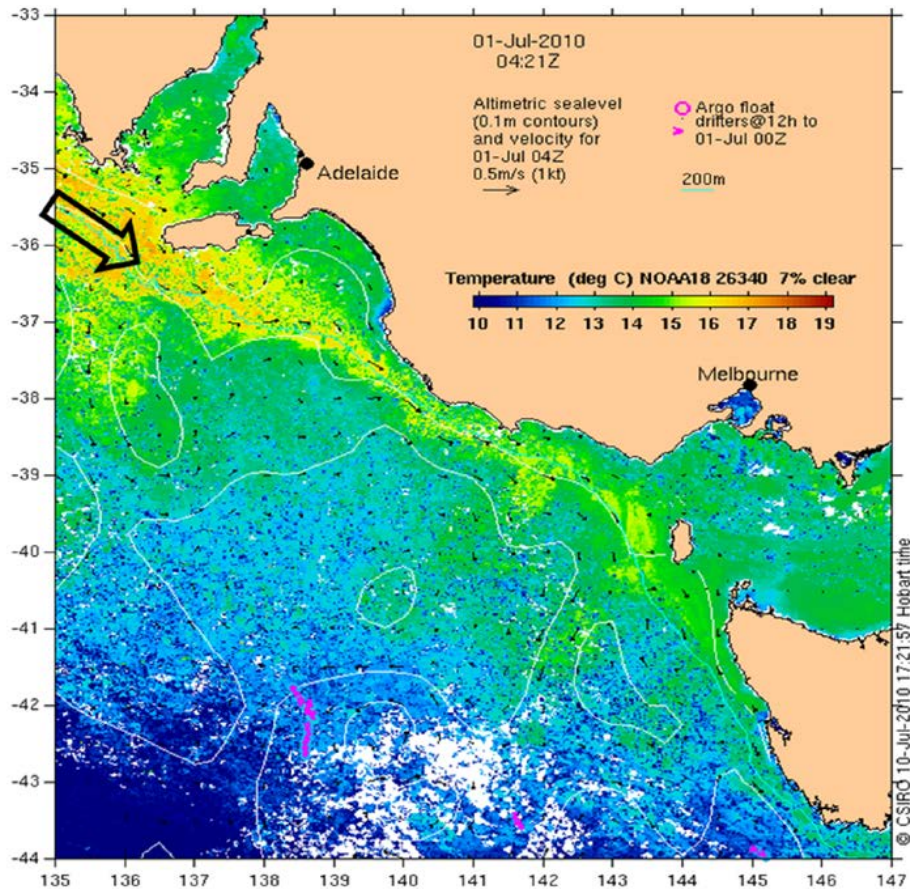 01-Jul-2010
04:21Z
Altimetric sealevel
(0.1m contours)
and velocity for
01-Jul 04Z
0.5m/s (1kt)
Argo float
drifters@12h to
01-Jul 00Z
200m
Adelaide
Temperature (deg C) NOAA18 26340 7% clear
10 11 12 13 14 15 16 17 18 19
Melbourne
-33
-34
-35
-36
-37
-38
-39
-40
-41
-42
-43
-44
135 136 137 138 139 140 141 142 143 144 145 146 147
© CSIRO 10-Jul-2010 17:21:57 Hobart time